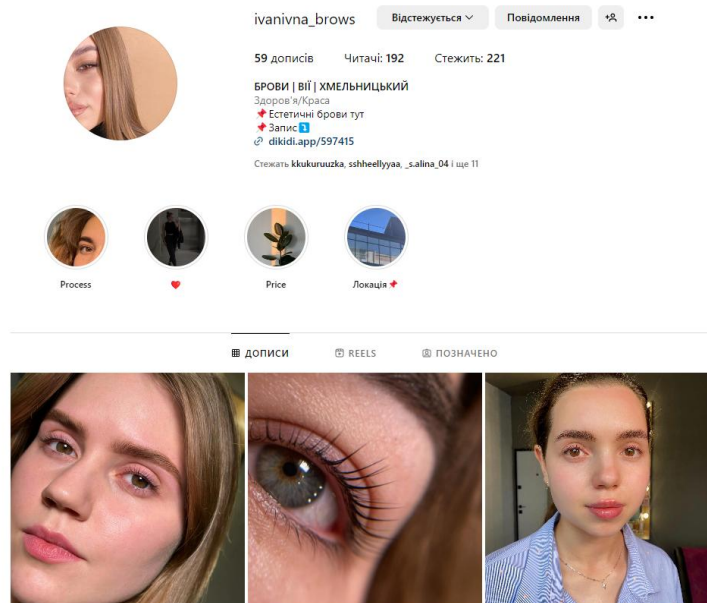 ivanivna_brows Відстежується Повідомлення
59 дописів Читачі: 192 Стежить: 221
БРОВИ | ВІЇ | ХМЕЛЬНИЦЬКИЙ
Здоров'я/Краса
📌Естетичні брови тут
📌Запис⤵️
dikidi.app/597415
Стежать kkukuruuzka, sshheellyyaa, _s.alina_04 і ще 11
Process ❤️ Price Локація📌
ДОПИСИ REELS ПОЗНАЧЕНО